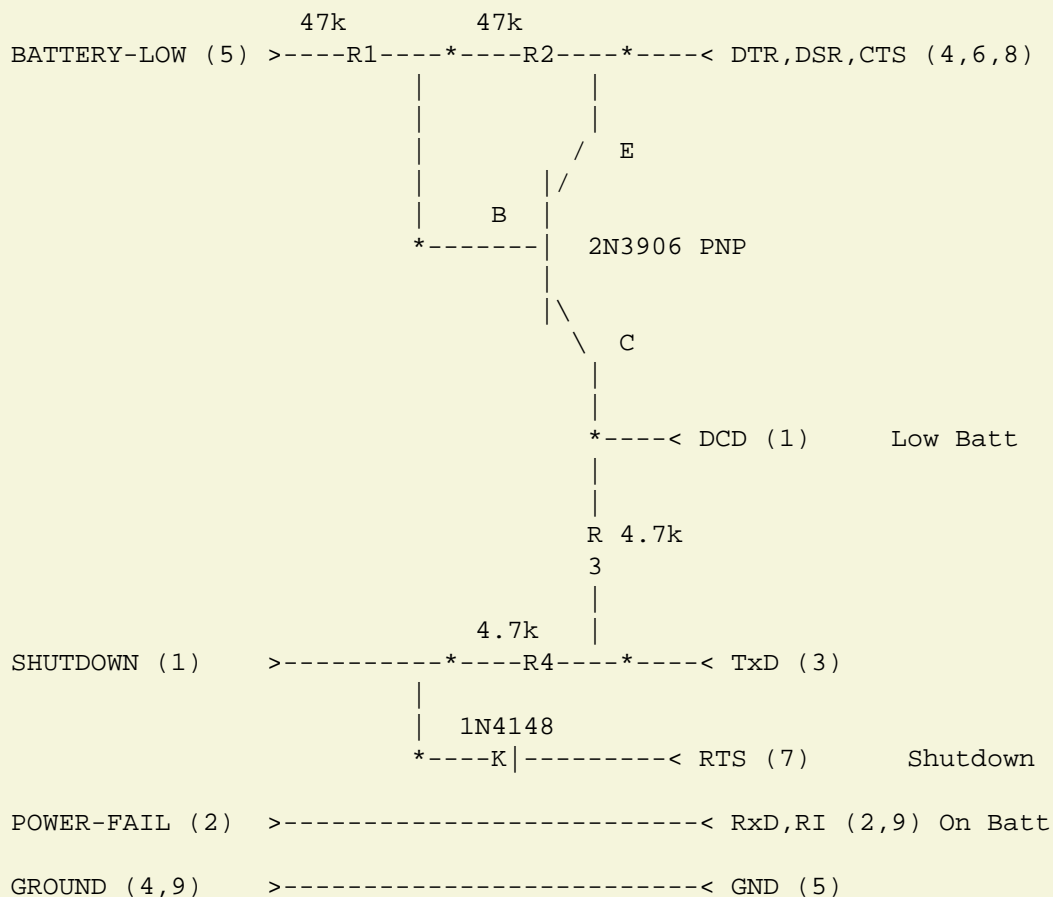 47k 47k
BATTERY-LOW (5) >----R1----*----R2----*----< DTR,DSR,CTS (4,6,8)
E
B
*-------| 2N3906 PNP
C
*----< DCD (1) Low Batt
R 4.7k
3
4.7k
SHUTDOWN (1) >----------*----R4----*----< TxD (3)
1N4148
*----K|---------< RTS (7) Shutdown
POWER-FAIL (2) >--------------------------< RxD,RI (2,9) On Batt
GROUND (4,9) >--------------------------< GND (5)